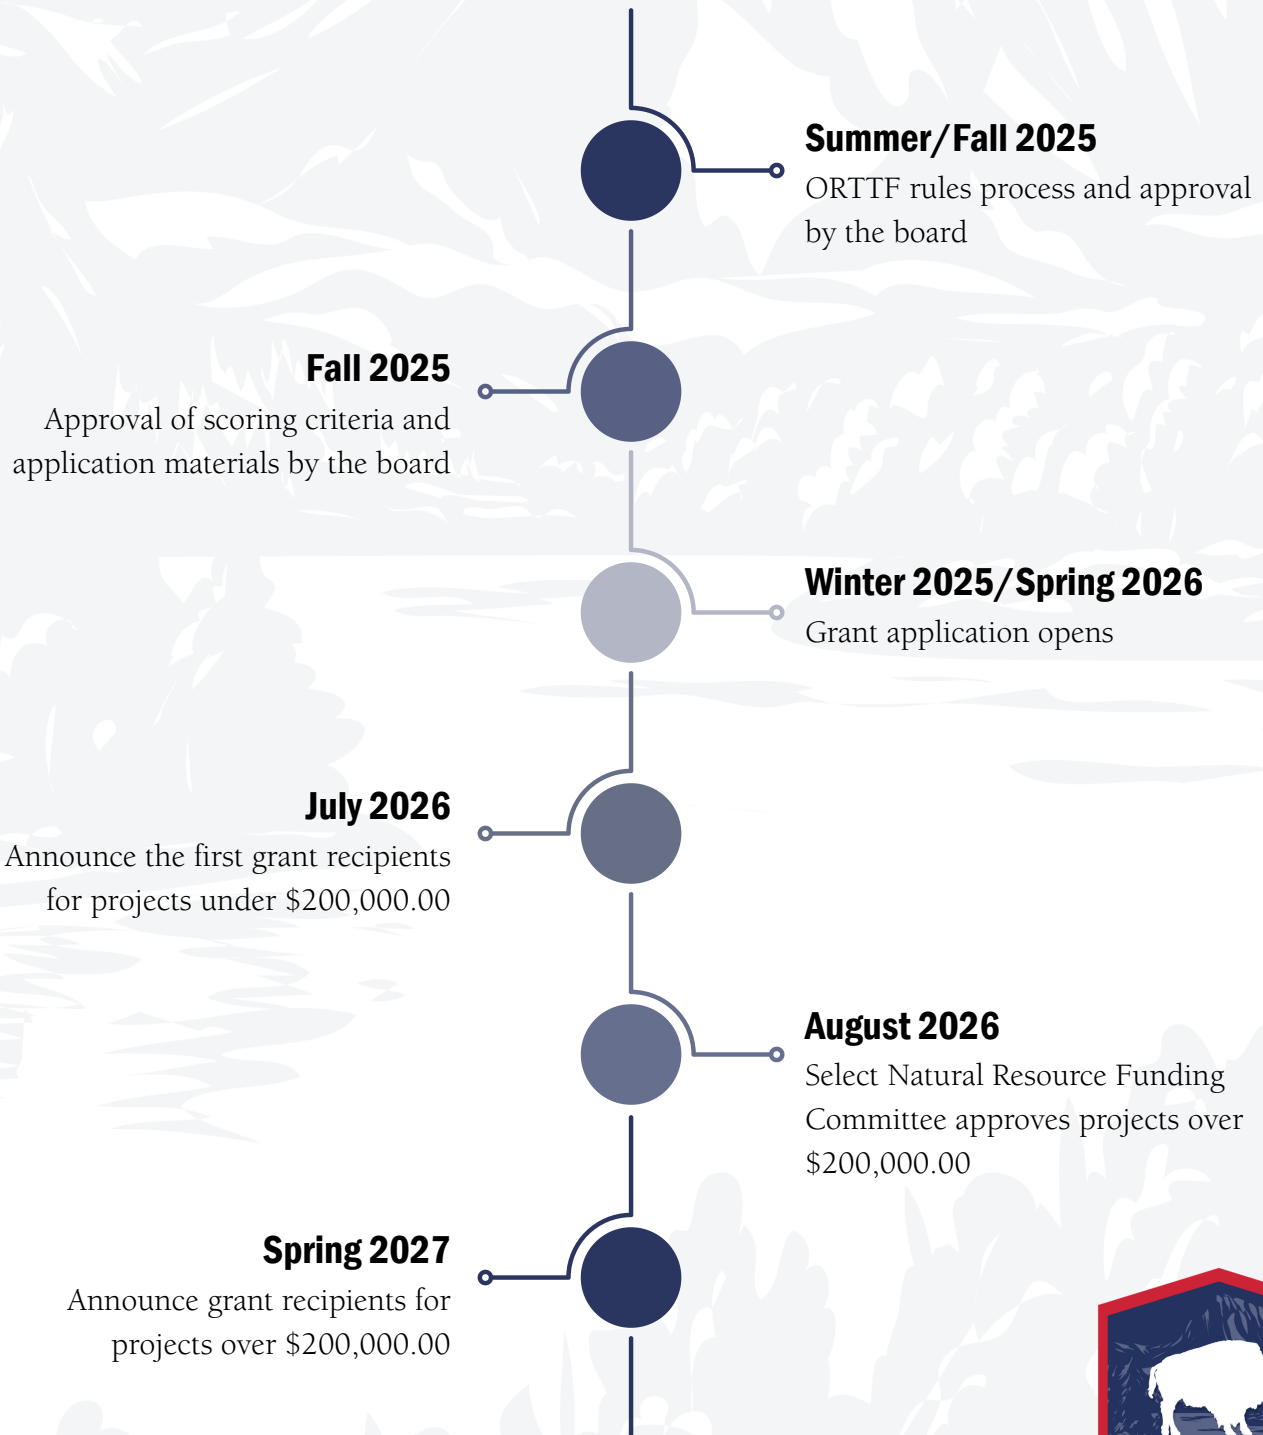 Summer/Fall 2025
ORTTF rules process and approval
by the board
Fall 2025
Approval of scoring criteria and
application materials by the board
Winter 2025/Spring 2026
Grant application opens
July 2026
Announce the first grant recipients
for projects under $200,000.00
August 2026
Select Natural Resource Funding
Committee approves projects over
$200,000.00
Spring 2027
Announce grant recipients for
projects over $200,000.00